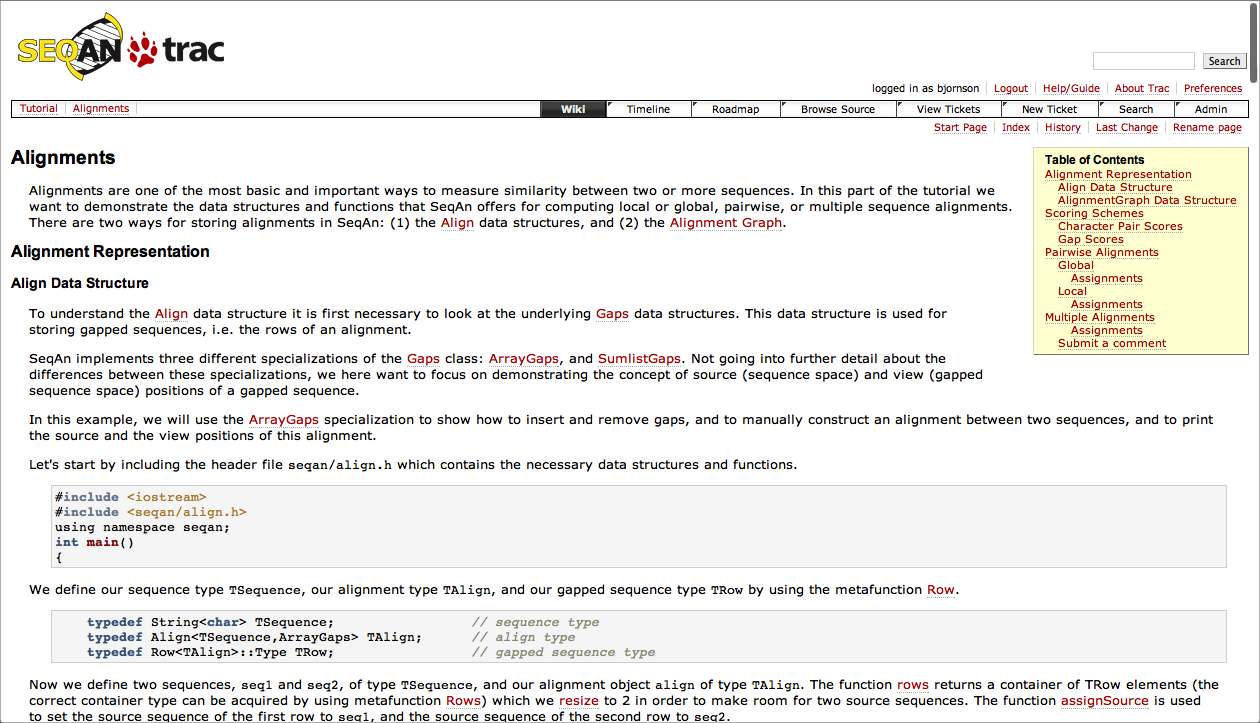 SEQAN trac
Search
logged in as bjornson Logout Help/Guide About Trac Preferences
Tutorial Alignments Wiki Timeline Roadmap Browse Source View Tickets New Ticket Search Admin
Start Page Index History Last Change Rename page
Alignments
Alignments are one of the most basic and important ways to measure similarity between two or more sequences. In this part of the tutorial we
want to demonstrate the data structures and functions that SeqAn offers for computing local or global, pairwise, or multiple sequence alignments.
There are two ways for storing alignments in SeqAn: (1) the Align data structures, and (2) the Alignment Graph.
Table of Contents
Alignment Representation
Align Data Structure
AlignmentGraph Data Structure
Scoring Schemes
Character Pair Scores
Gap Scores
Pairwise Alignments
Global
Assignments
Local
Assignments
Multiple Alignments
Assignments
Submit a comment
Alignment Representation
Align Data Structure
To understand the Align data structure it is first necessary to look at the underlying Gaps data structures. This data structure is used for
storing gapped sequences, i.e. the rows of an alignment.
SeqAn implements three different specializations of the Gaps class: ArrayGaps, and SumlistGaps. Not going into further detail about the
differences between these specializations, we here want to focus on demonstrating the concept of source (sequence space) and view (gapped
sequence space) positions of a gapped sequence.
In this example, we will use the ArrayGaps specialization to show how to insert and remove gaps, and to manually construct an alignment between two sequences, and to print
the source and the view positions of this alignment.
Let's start by including the header file seqan/align.h which contains the necessary data structures and functions.
#include <iostream>
#include <seqan/align.h>
using namespace seqan;
int main()
{
We define our sequence type TSequence, our alignment type TAlign, and our gapped sequence type TRow by using the metafunction Row.
typedef String<char> TSequence; // sequence type
typedef Align<TSequence,ArrayGaps> TAlign; // align type
typedef Row<TAlign>::Type TRow; // gapped sequence type
Now we define two sequences, seq1 and seq2, of type TSequence, and our alignment object align of type TAlign. The function rows returns a container of TRow elements (the
correct container type can be acquired by using metafunction Rows) which we resize to 2 in order to make room for two source sequences. The function assignSource is used
to set the source sequence of the first row to seq1, and the source sequence of the second row to seq2.